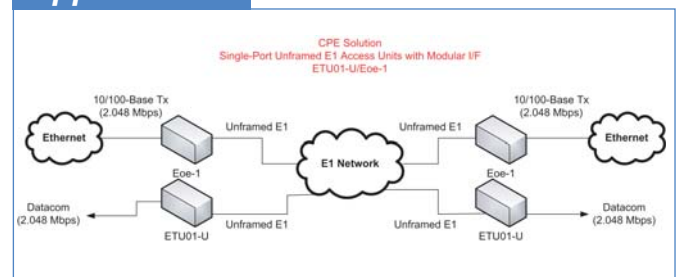 CPE Solution
Single-Port Unframed E1 Access Units with Modular I/F
ETU01-U/Eoe-1
10/100-Base Tx
(2.048 Mbps)
10/100-Base Tx
(2.048 Mbps)
Ethernet
Unframed E1
Unframed E1
Ethernet
E1 Network
Eoe-1
Eoe-1
Datacom
(2.048 Mbps)
Unframed E1
Unframed E1
Datacom
(2.048 Mbps)
ETU01-U
ETU01-U